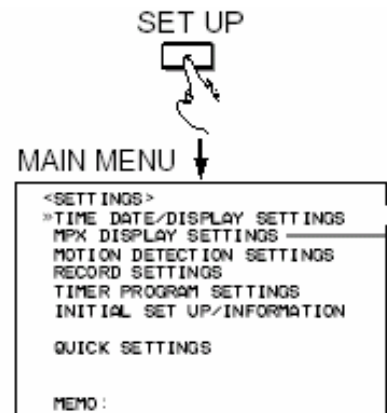 SET UP
MAIN MENU
<SETTINGS>
»TIME DATE/DISPLAY SETTINGS
MPX DISPLAY SETTINGS
MOTION DETECTION SETTINGS
RECORD SETTINGS
TIMER PROGRAM SETTINGS
INITIAL SET UP/INFORMATION
QUICK SETTINGS
MEMO: